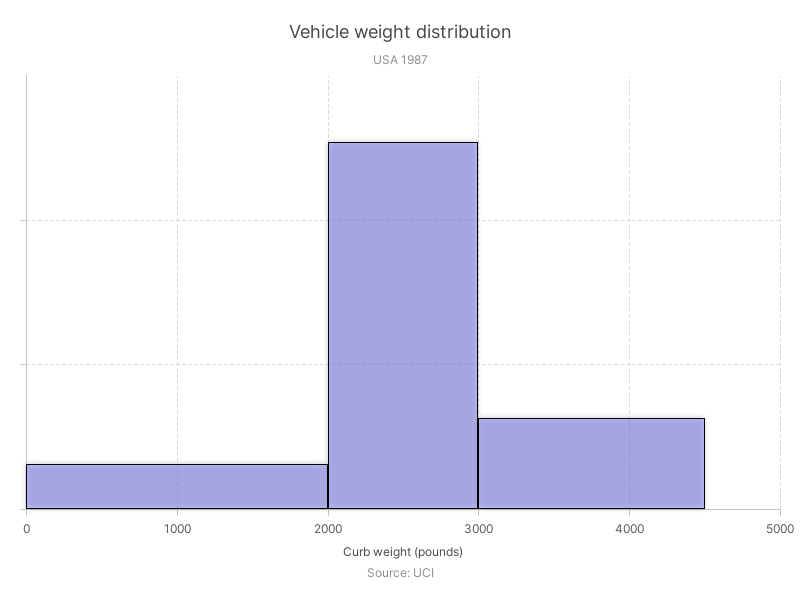 Vehicle weight distribution
USA 1987
0 1000 2000 3000 4000 5000
Curb weight (pounds)
Source: UCI